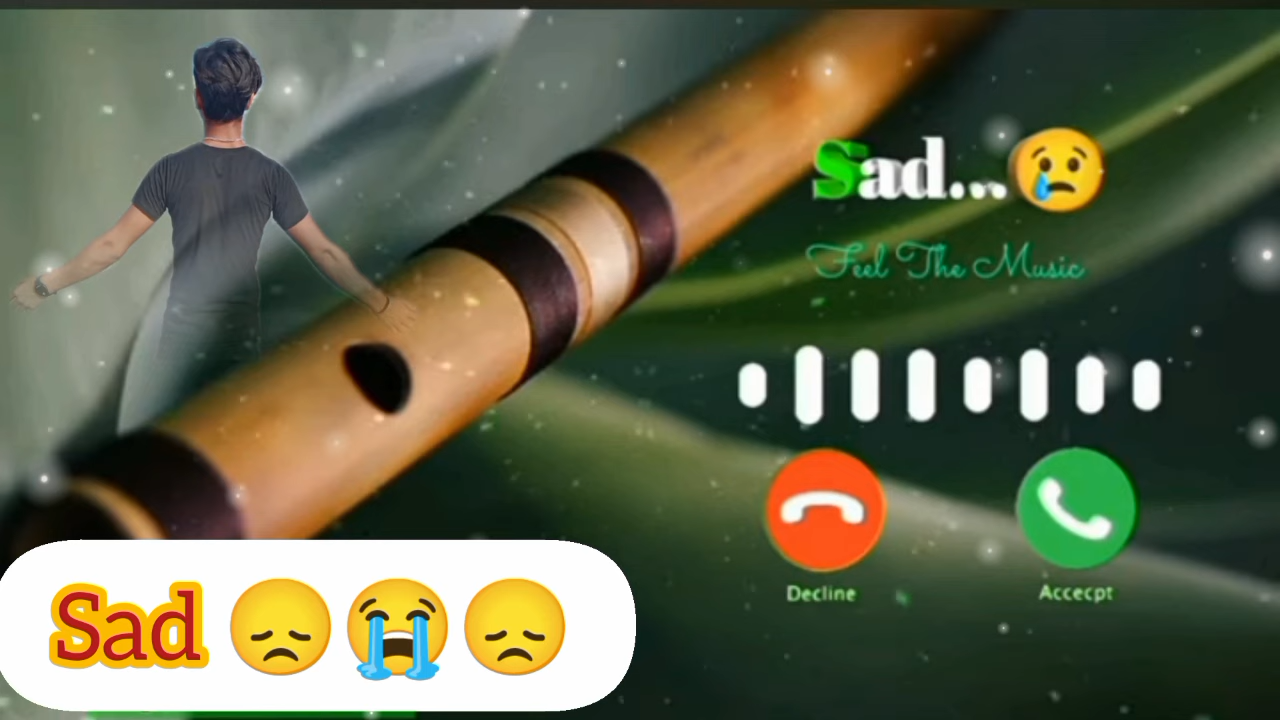 Sad...😢
Feel The Music
Decline
Accecpt
Sad 😞😭😞